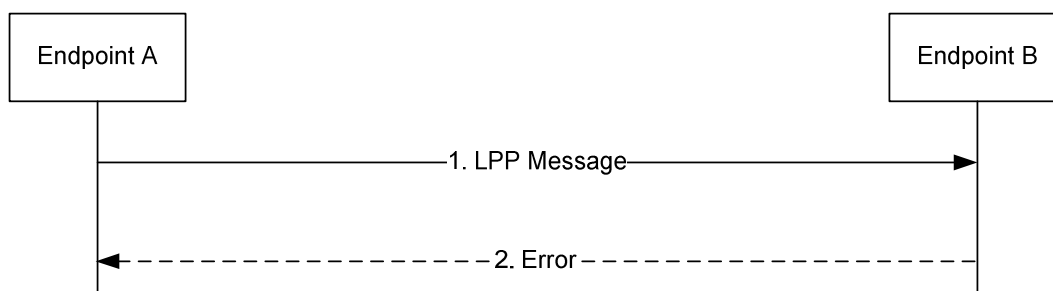 Endpoint A
Endpoint B
1. LPP Message
2. Error